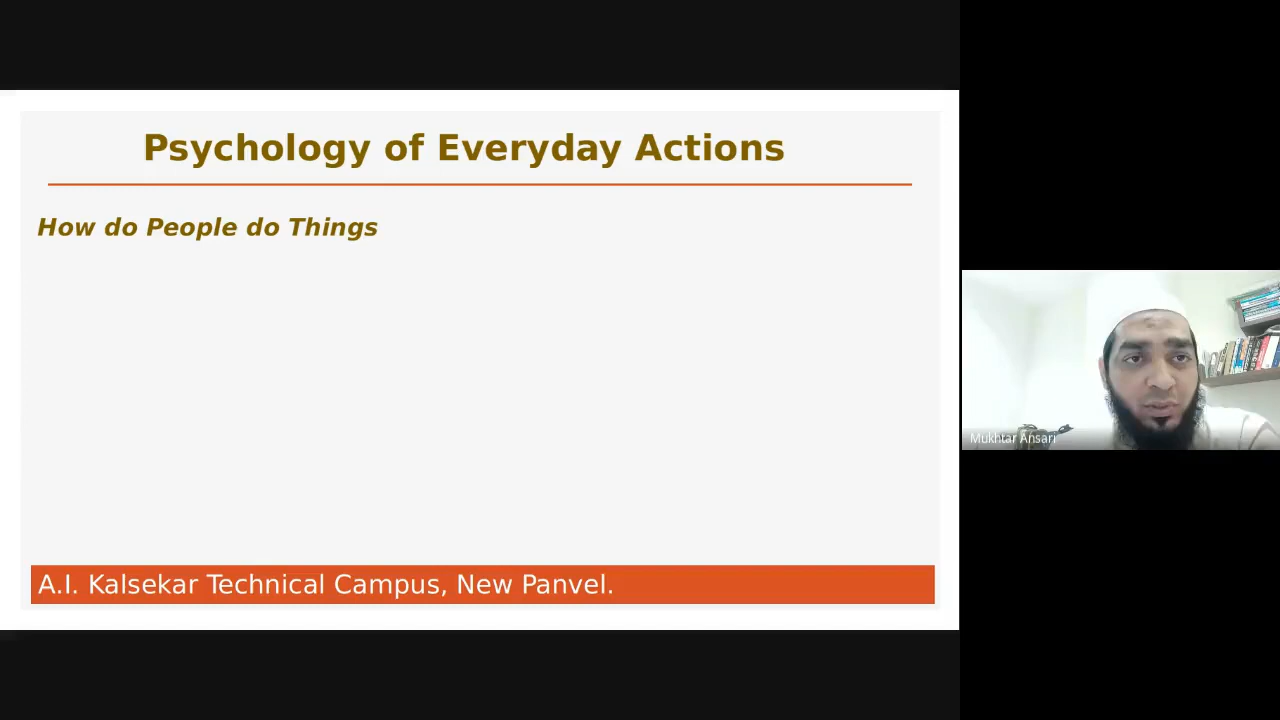 Psychology of Everyday Actions
How do People do Things
A.I. Kalsekar Technical Campus, New Panvel.
Mukhtar Ansari